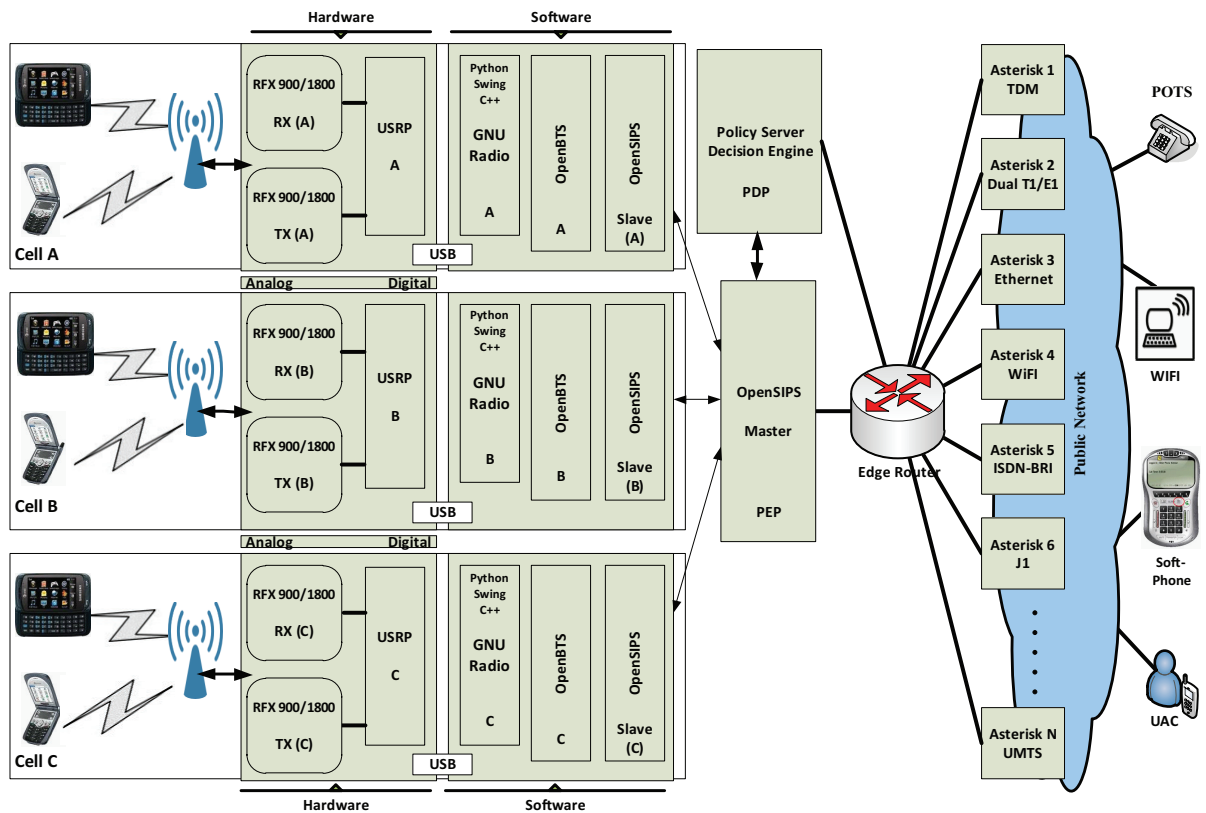 Hardware
Software
RFX 900/1800
RX (A)
RFX 900/1800
TX (A)
USRP
A
Python
Swing
C++
GNU
Radio
A
OpenBTS
A
OpenSIPS
Slave
(A)
Cell A
USB
Analog
Digital
RFX 900/1800
RX (B)
RFX 900/1800
TX (B)
USRP
B
Python
Swing
C++
GNU
Radio
B
OpenBTS
B
OpenSIPS
Slave
(B)
Cell B
USB
Analog
Digital
RFX 900/1800
RX (C)
RFX 900/1800
TX (C)
USRP
C
Python
Swing
C++
GNU
Radio
C
OpenBTS
C
OpenSIPS
Slave
(C)
Cell C
USB
Hardware
Software
Policy Server
Decision Engine
PDP
OpenSIPS
Master
PEP
Edge Router
Asterisk 1
TDM
Asterisk 2
Dual T1/E1
Asterisk 3
Ethernet
Asterisk 4
WiFI
Asterisk 5
ISDN-BRI
Asterisk 6
J1
Asterisk N
UMTS
Public Network
POTS
WIFI
Soft-
Phone
UAC